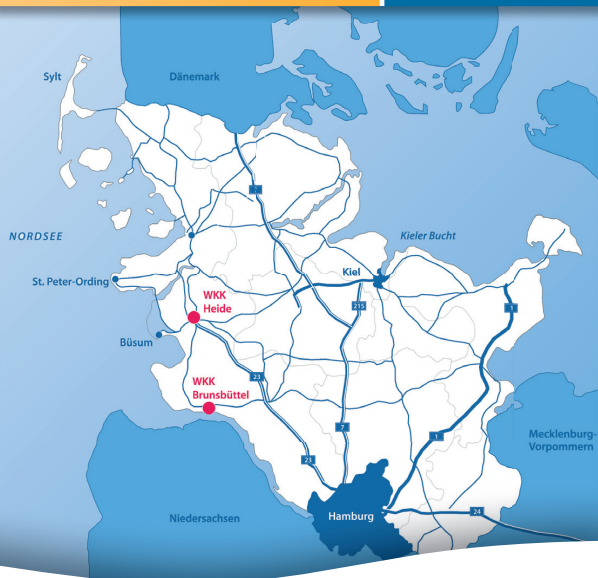 Sylt
Dänemark
7
NORDSEE
Kieler Bucht
Kiel
St. Peter-Ording
WKK
Heide
215
1
Büsum
23
WKK
Brunsbüttel
7
1
Mecklenburg-
Vorpommern
23
Niedersachsen
Hamburg
24